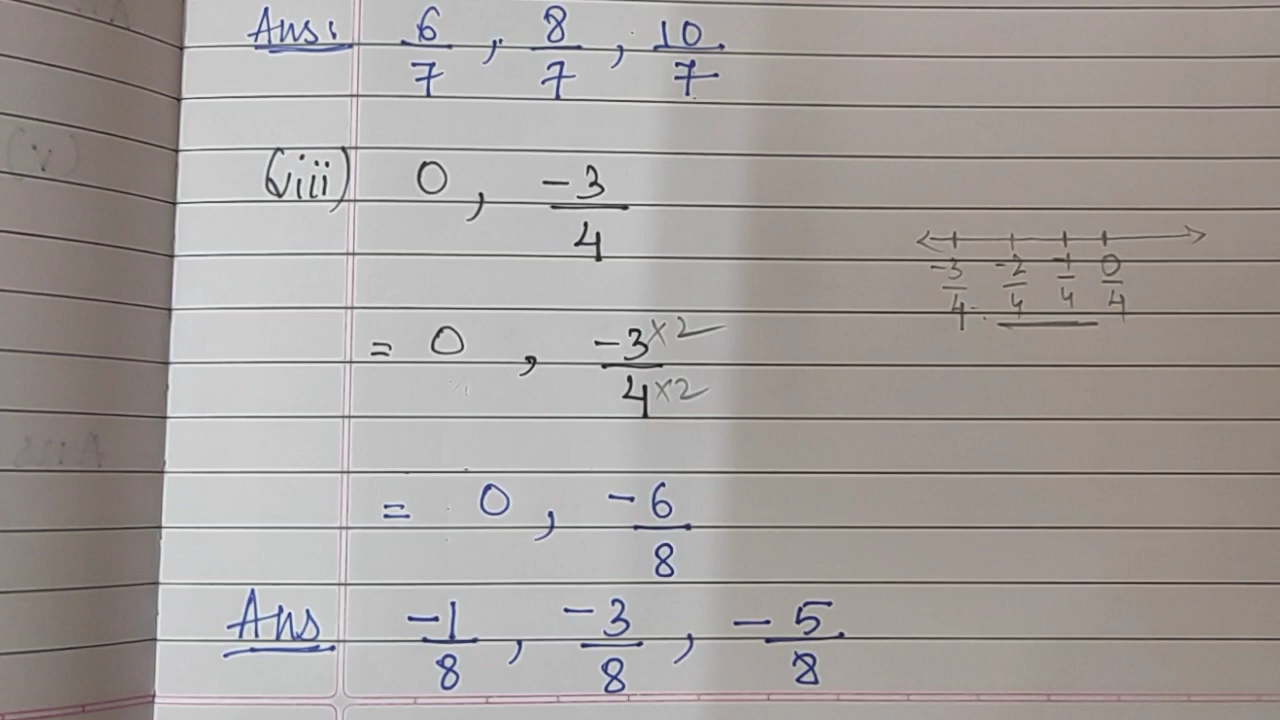 Ans: 6/7, 8/7, 10/7
(viii) 0, -3/4
-3/4 -2/4 -1/4 0/4
= 0, -3×2/4×2
= 0, -6/8
Ans -1/8, -3/8, -5/8